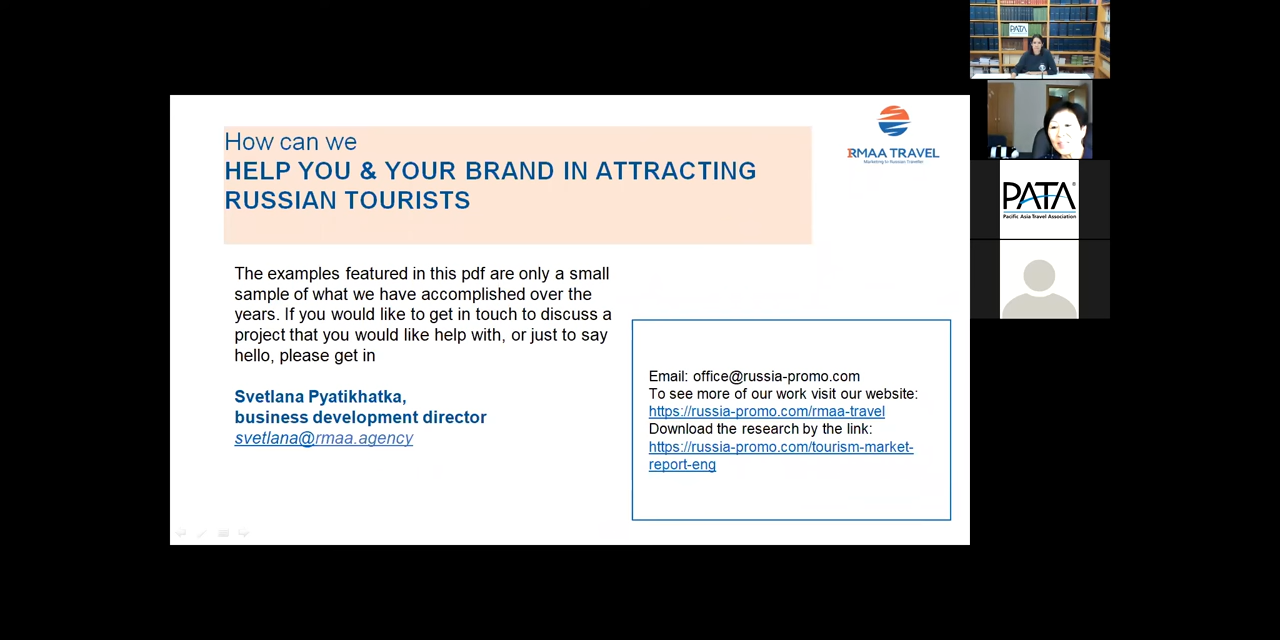 How can we
HELP YOU & YOUR BRAND IN ATTRACTING
RUSSIAN TOURISTS
RMAA TRAVEL
Marketing to Russian Traveller
The examples featured in this pdf are only a small
sample of what we have accomplished over the
years. If you would like to get in touch to discuss a
project that you would like help with, or just to say
hello, please get in
Svetlana Pyatikhatka,
business development director
svetlana@rmaa.agency
Email: office@russia-promo.com
To see more of our work visit our website:
https://russia-promo.com/rmaa-travel
Download the research by the link:
https://russia-promo.com/tourism-market-
report-eng
PATA
PATA®
Pacific Asia Travel Association